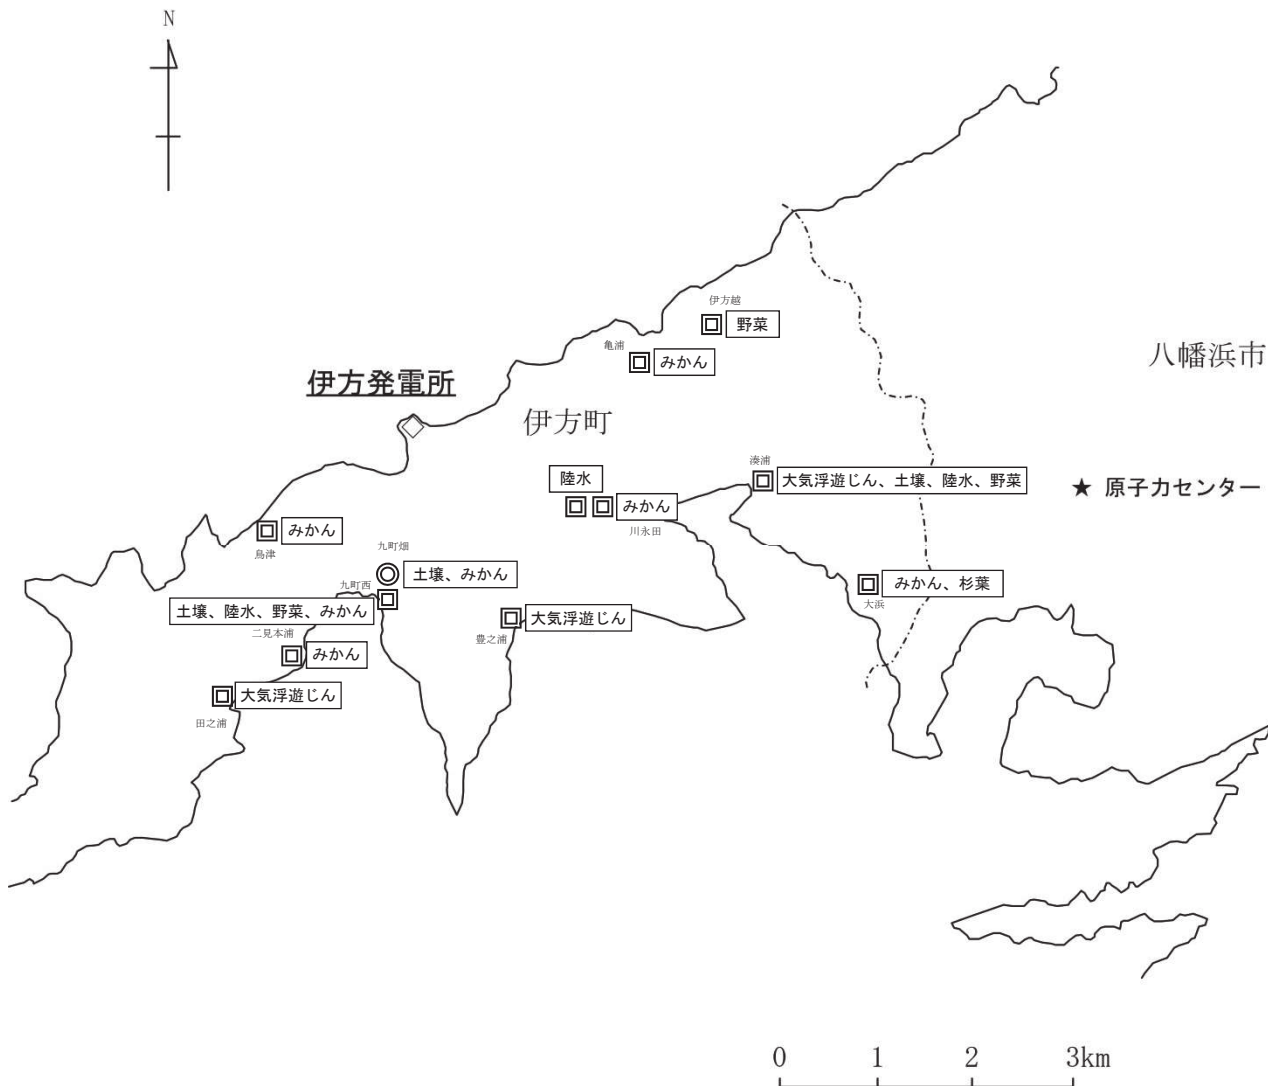 N
伊方越
野菜
亀浦
みかん
八幡浜市
伊方発電所
伊方町
湊浦
陸水
大気浮遊じん、土壌、陸水、野菜
★ 原子力センター
みかん
川永田
みかん
鳥津
九町畑
土壌、みかん
九町西
土壌、陸水、野菜、みかん
みかん、杉葉
大浜
大気浮遊じん
豊之浦
二見本浦
みかん
大気浮遊じん
田之浦
0 1 2 3km